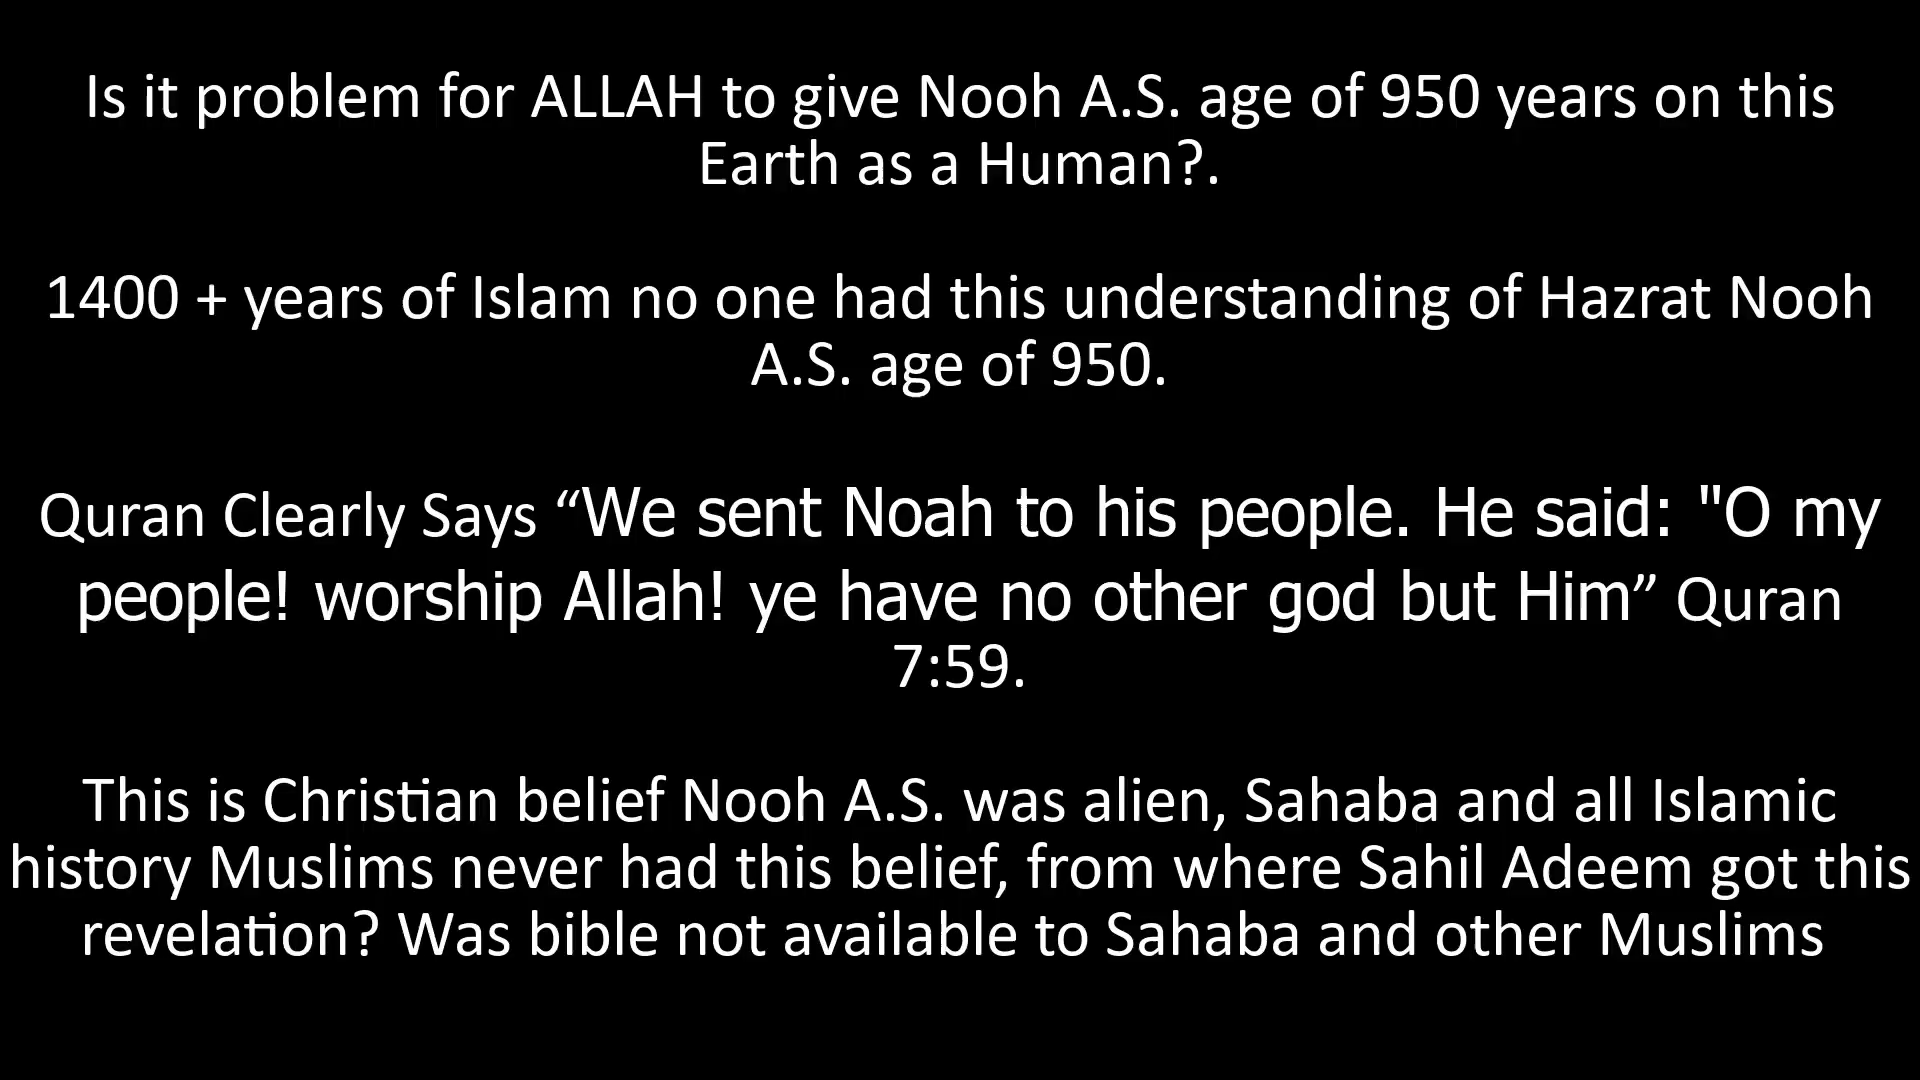 Is it problem for ALLAH to give Nooh A.S. age of 950 years on this
Earth as a Human?.
1400 + years of Islam no one had this understanding of Hazrat Nooh
A.S. age of 950.
Quran Clearly Says “We sent Noah to his people. He said: "O my
people! worship Allah! ye have no other god but Him” Quran
7:59.
This is Christian belief Nooh A.S. was alien, Sahaba and all Islamic
history Muslims never had this belief, from where Sahil Adeem got this
revelation? Was bible not available to Sahaba and other Muslims